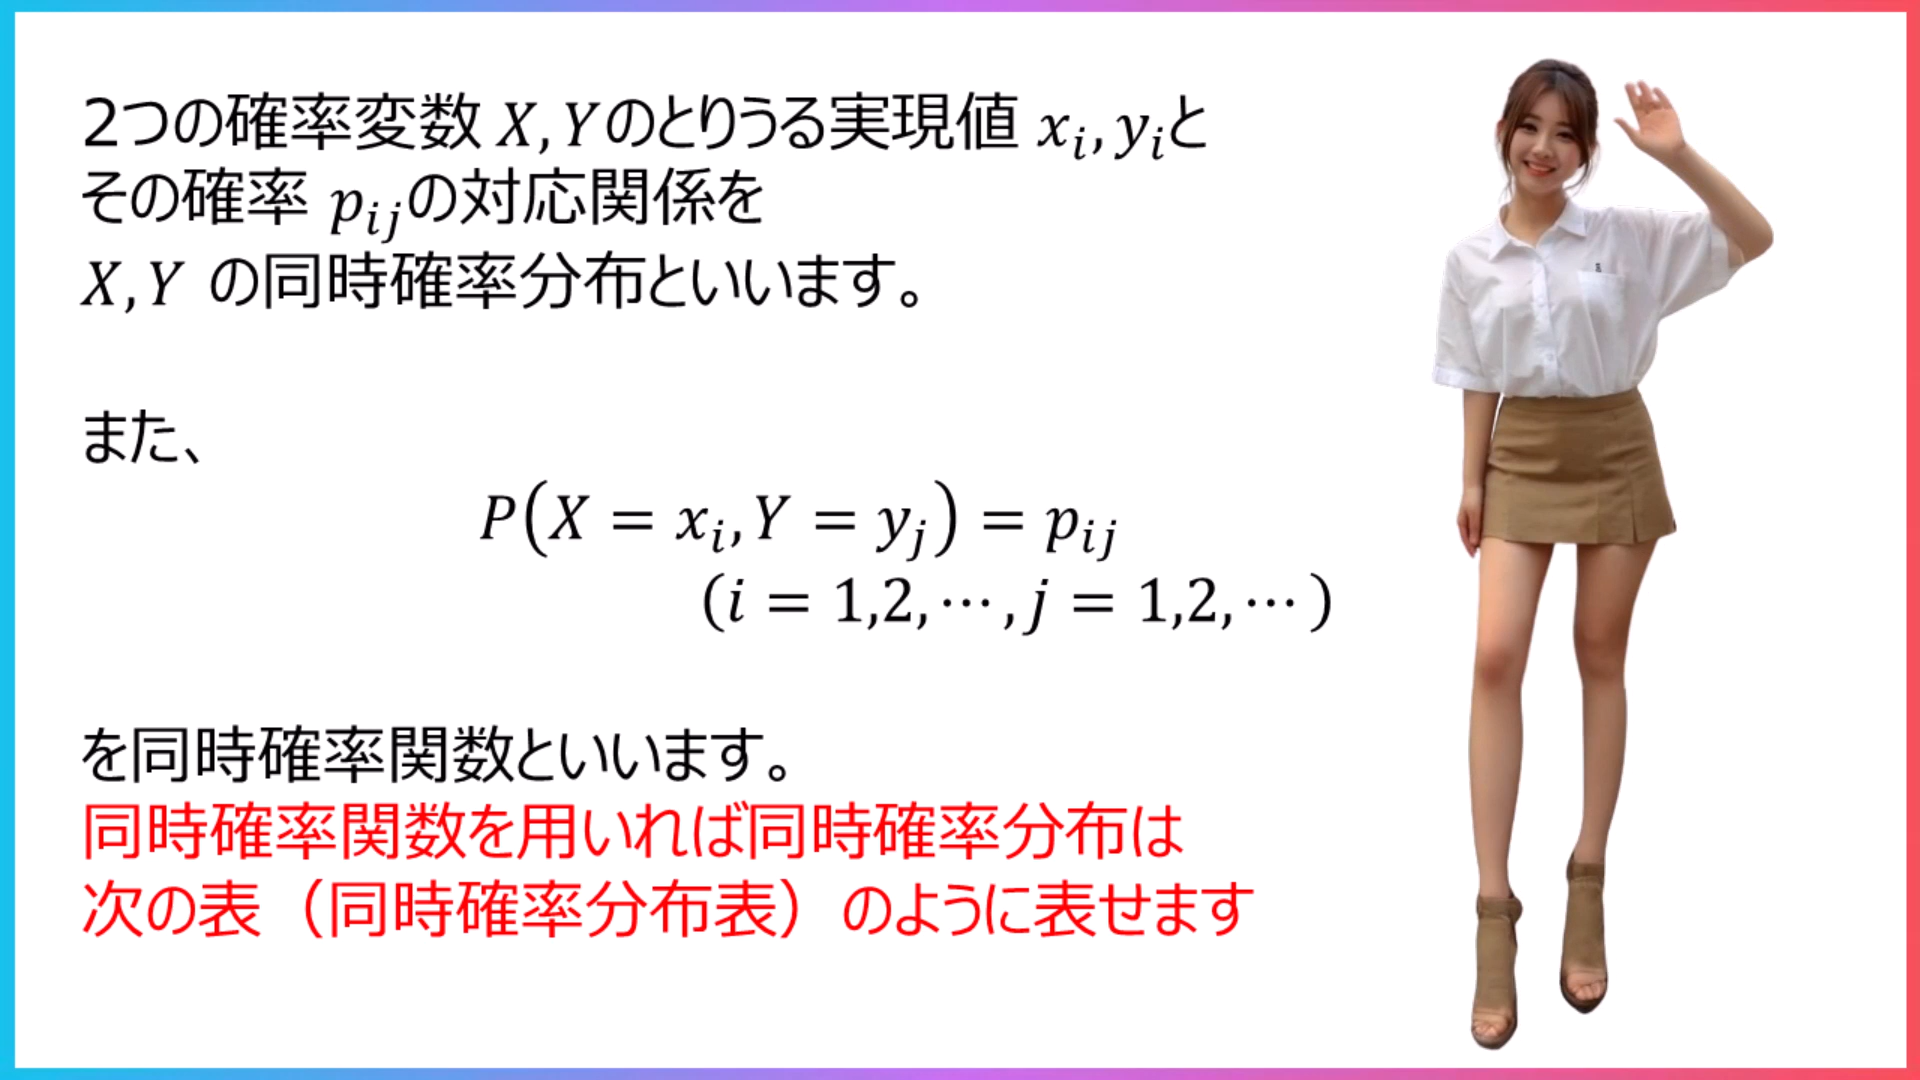 2つの確率変数 X, Yのとりうる実現値 xᵢ, yᵢと
その確率 pᵢⱼの対応関係を
X, Y の同時確率分布といいます。
また、
P(X = xᵢ, Y = yⱼ) = pᵢⱼ
(i = 1,2, ⋯ , j = 1,2, ⋯ )
を同時確率関数といいます。
同時確率関数を用いれば同時確率分布は
次の表（同時確率分布表）のように表せます